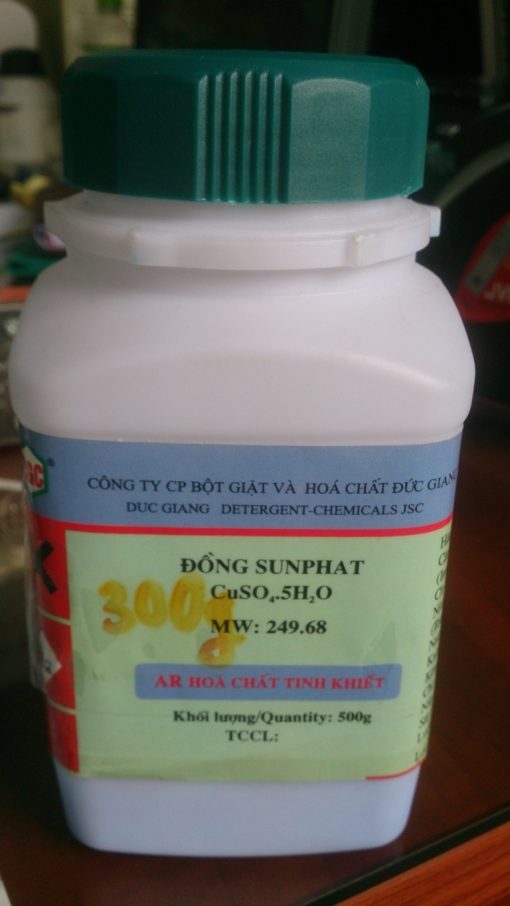 CÔNG TY CP BỘT GIẶT VÀ HOÁ CHẤT ĐỨC GIANG
DUC GIANG DETERGENT-CHEMICALS JSC
ĐỒNG SUNPHAT
CuSO₄.5H₂O
300g
MW: 249.68
AR HOÁ CHẤT TINH KHIẾT
Khối lượng/Quantity: 500g
TCCL: